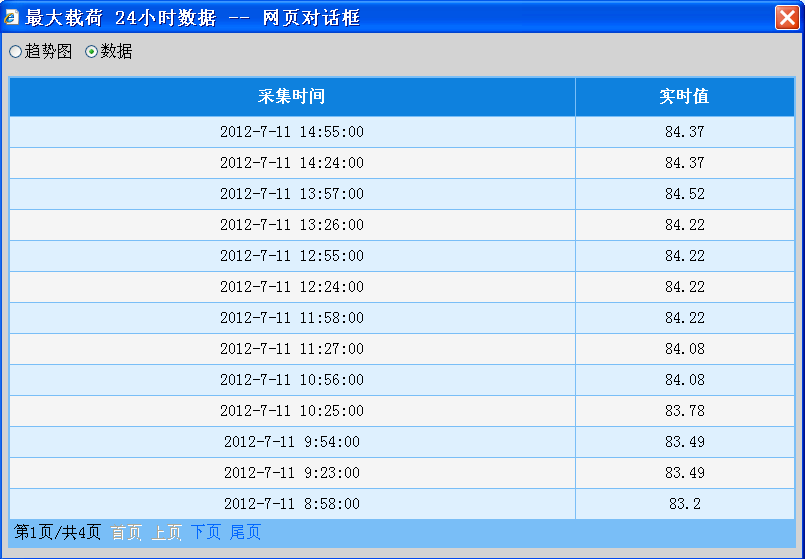 最大载荷 24小时数据 -- 网页对话框
趋势图 数据
采集时间 实时值
2012-7-11 14:55:00 84.37
2012-7-11 14:24:00 84.37
2012-7-11 13:57:00 84.52
2012-7-11 13:26:00 84.22
2012-7-11 12:55:00 84.22
2012-7-11 12:24:00 84.22
2012-7-11 11:58:00 84.22
2012-7-11 11:27:00 84.08
2012-7-11 10:56:00 84.08
2012-7-11 10:25:00 83.78
2012-7-11 9:54:00 83.49
2012-7-11 9:23:00 83.49
2012-7-11 8:58:00 83.2
第1页/共4页 首页 上页 下页 尾页